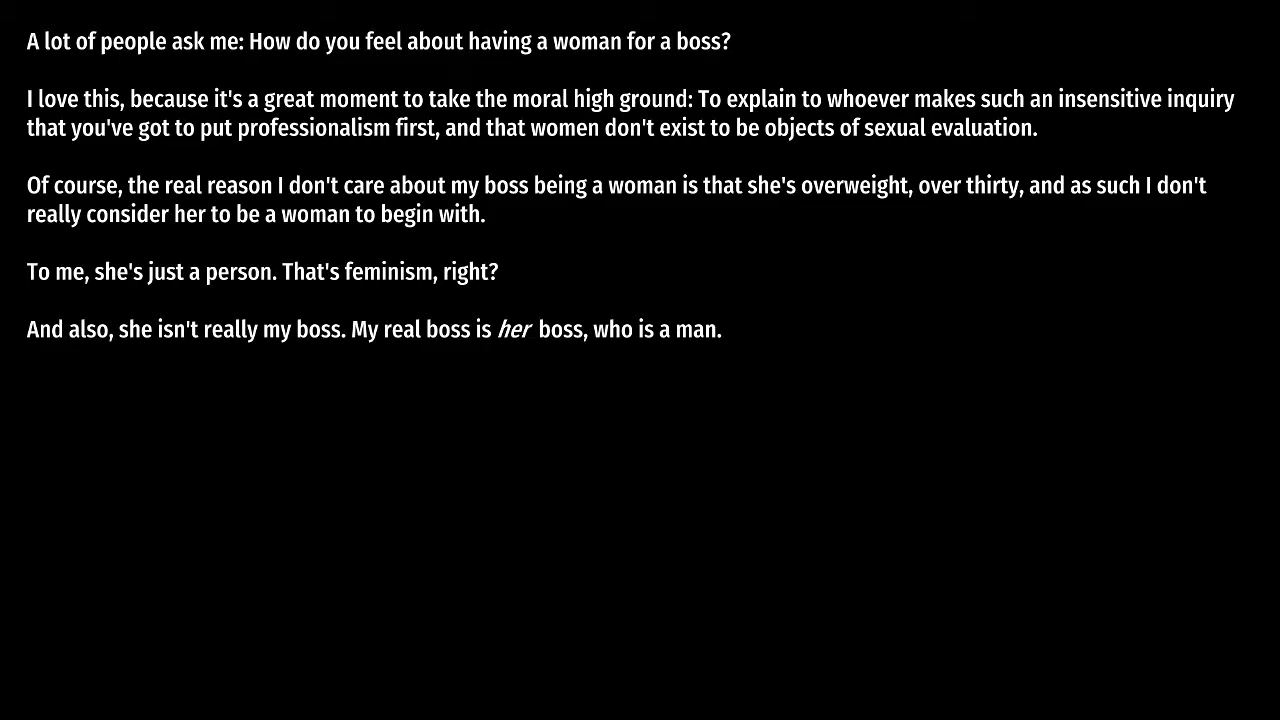 A lot of people ask me: How do you feel about having a woman for a boss?
I love this, because it's a great moment to take the moral high ground: To explain to whoever makes such an insensitive inquiry
that you've got to put professionalism first, and that women don't exist to be objects of sexual evaluation.
Of course, the real reason I don't care about my boss being a woman is that she's overweight, over thirty, and as such I don't
really consider her to be a woman to begin with.
To me, she's just a person. That's feminism, right?
And also, she isn't really my boss. My real boss is her boss, who is a man.